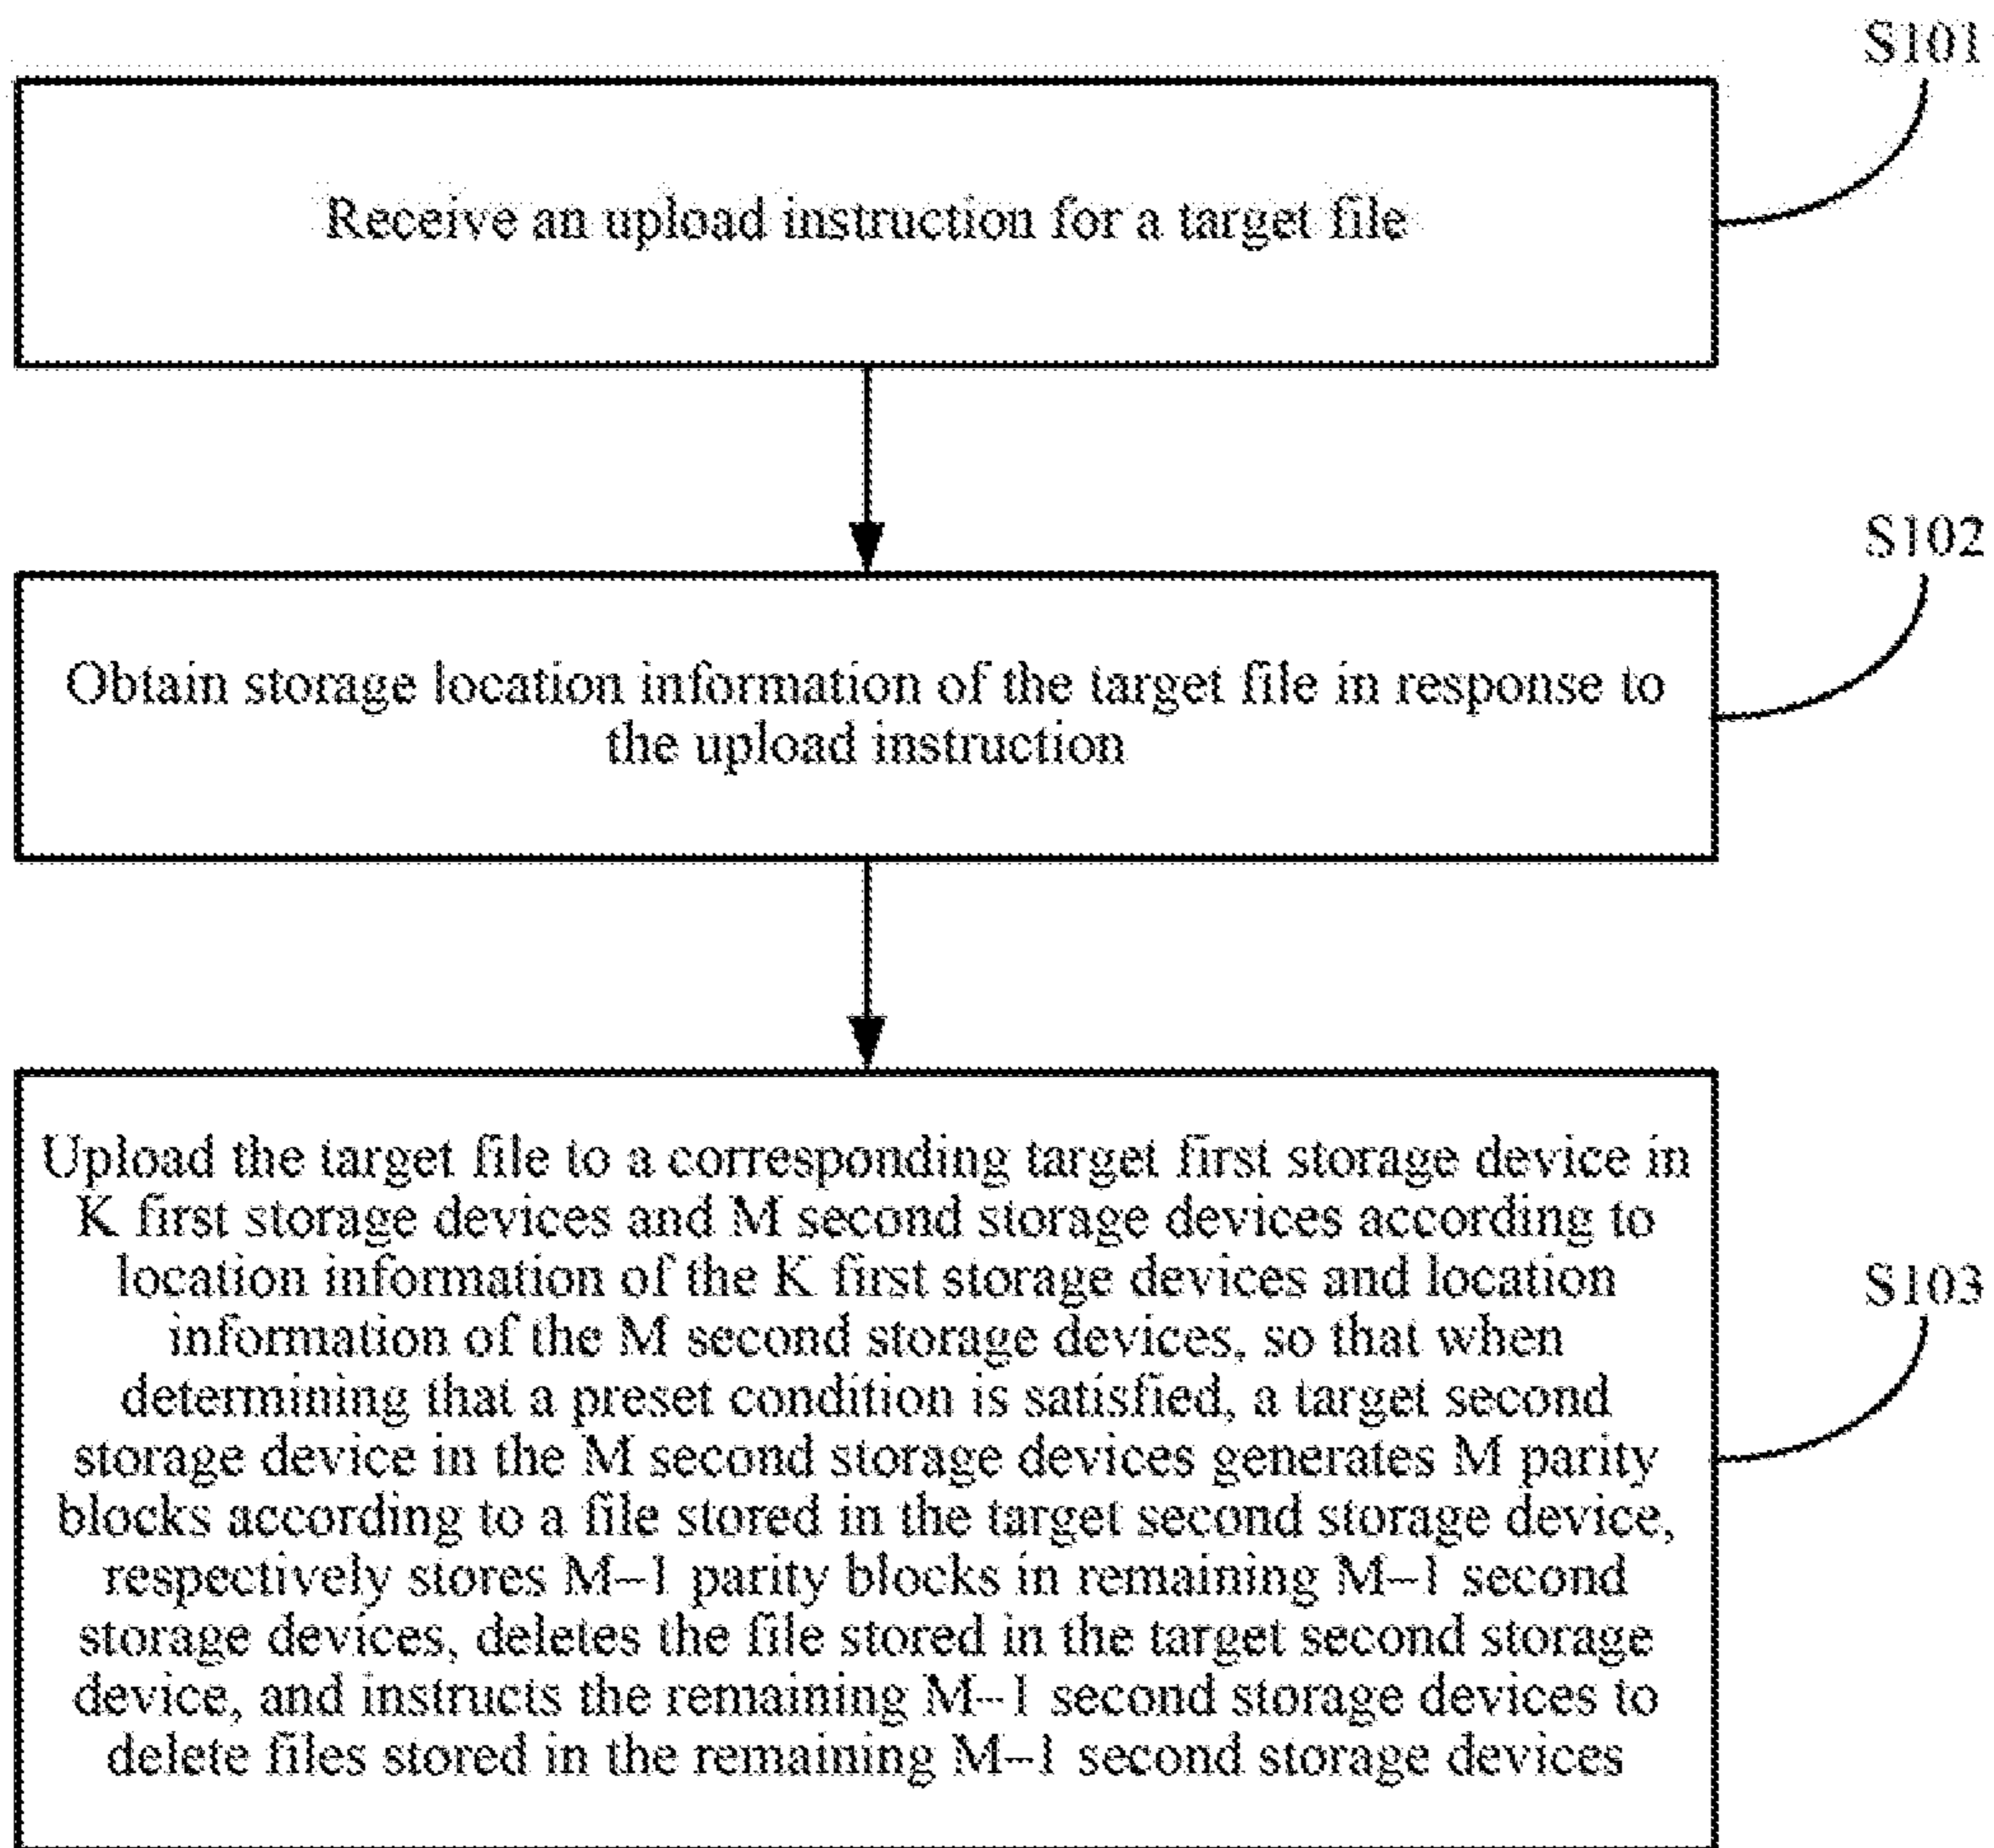 S101
Receive an upload instruction for a target file
S102
Obtain storage location information of the target file in response to
the upload instruction
Upload the target file to a corresponding target first storage device in
K first storage devices and M second storage devices according to
location information of the K first storage devices and location
information of the M second storage devices, so that when
determining that a preset condition is satisfied, a target second
storage device in the M second storage devices generates M parity
blocks according to a file stored in the target second storage device,
respectively stores M–1 parity blocks in remaining M–1 second
storage devices, deletes the file stored in the target second storage
device, and instructs the remaining M–1 second storage devices to
delete files stored in the remaining M–1 second storage devices
S103